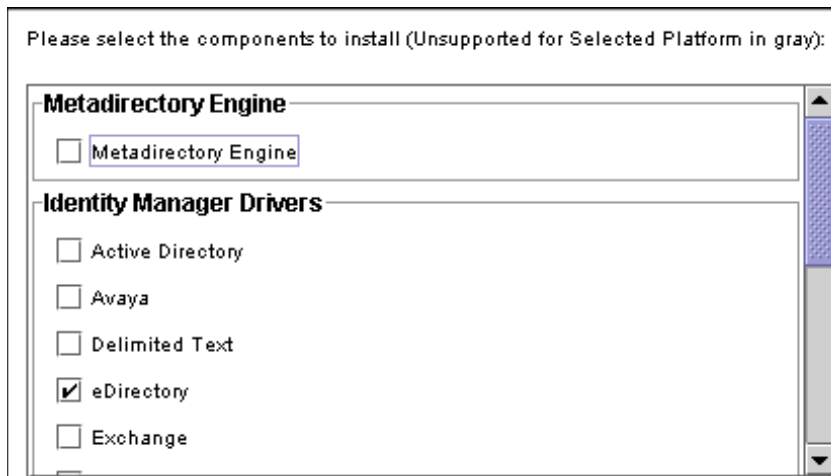 Please select the components to install (Unsupported for Selected Platform in gray):
Metadirectory Engine
Metadirectory Engine
Identity Manager Drivers
Active Directory
Avaya
Delimited Text
eDirectory
Exchange